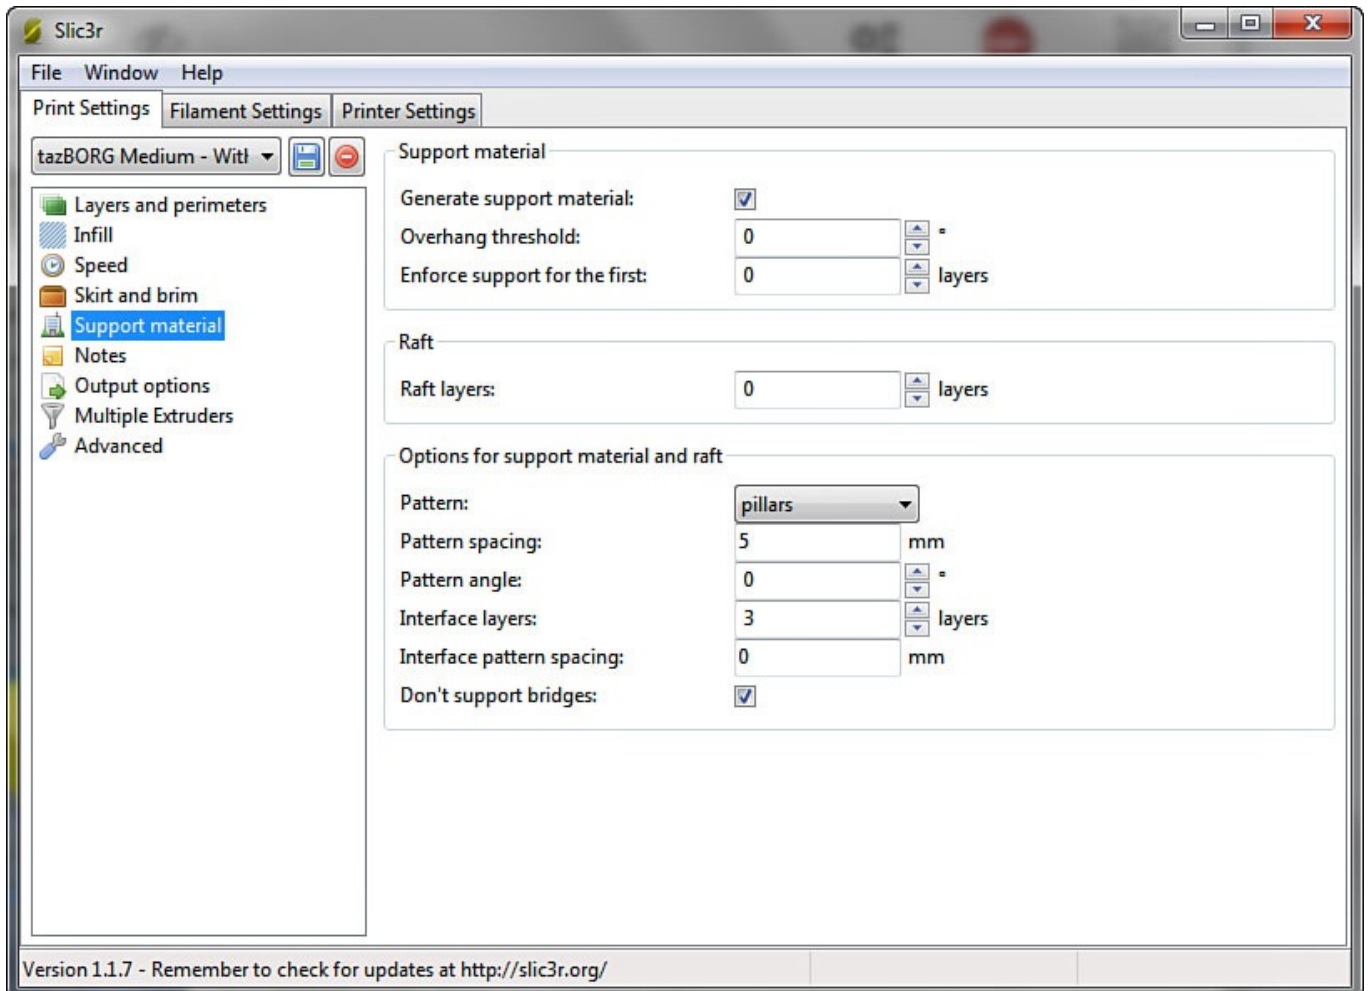 Slic3r
File Window Help
Print Settings Filament Settings Printer Settings
tazBORG Medium - Witl
Layers and perimeters
Infill
Speed
Skirt and brim
Support material
Notes
Output options
Multiple Extruders
Advanced
Support material
Generate support material:
Overhang threshold: 0 °
Enforce support for the first: 0 layers
Raft
Raft layers: 0 layers
Options for support material and raft
Pattern: pillars
Pattern spacing: 5 mm
Pattern angle: 0 °
Interface layers: 3 layers
Interface pattern spacing: 0 mm
Don't support bridges:
Version 1.1.7 - Remember to check for updates at http://slic3r.org/